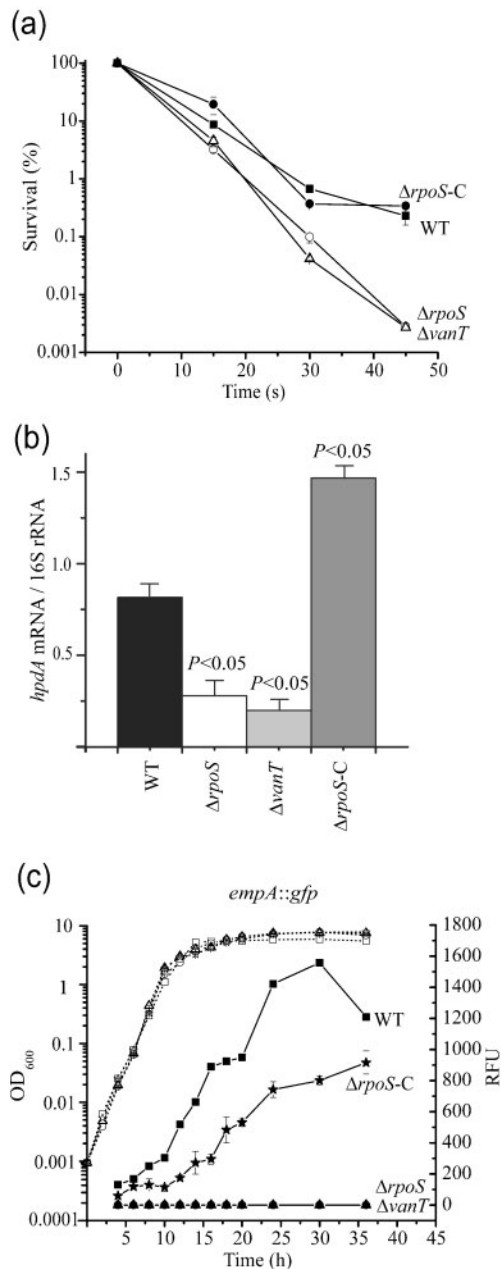 (a)
100
10
1
0.1
0.01
0.001
Survival (%)
ΔrpoS-C
WT
ΔrpoS
ΔvanT
0 10 20 30 40 50
Time (s)
(b)
1.5
1.0
0.5
hpdA mRNA / 16S rRNA
P<0.05
P<0.05
P<0.05
WT
ΔrpoS
ΔvanT
ΔrpoS-C
(c)
empA::gfp
10
1
0.1
0.01
0.001
0.0001
OD600
1800
1600
1400
1200
1000
800
600
400
200
0
RFU
WT
ΔrpoS-C
ΔrpoS
ΔvanT
5 10 15 20 25 30 35 40 45
Time (h)